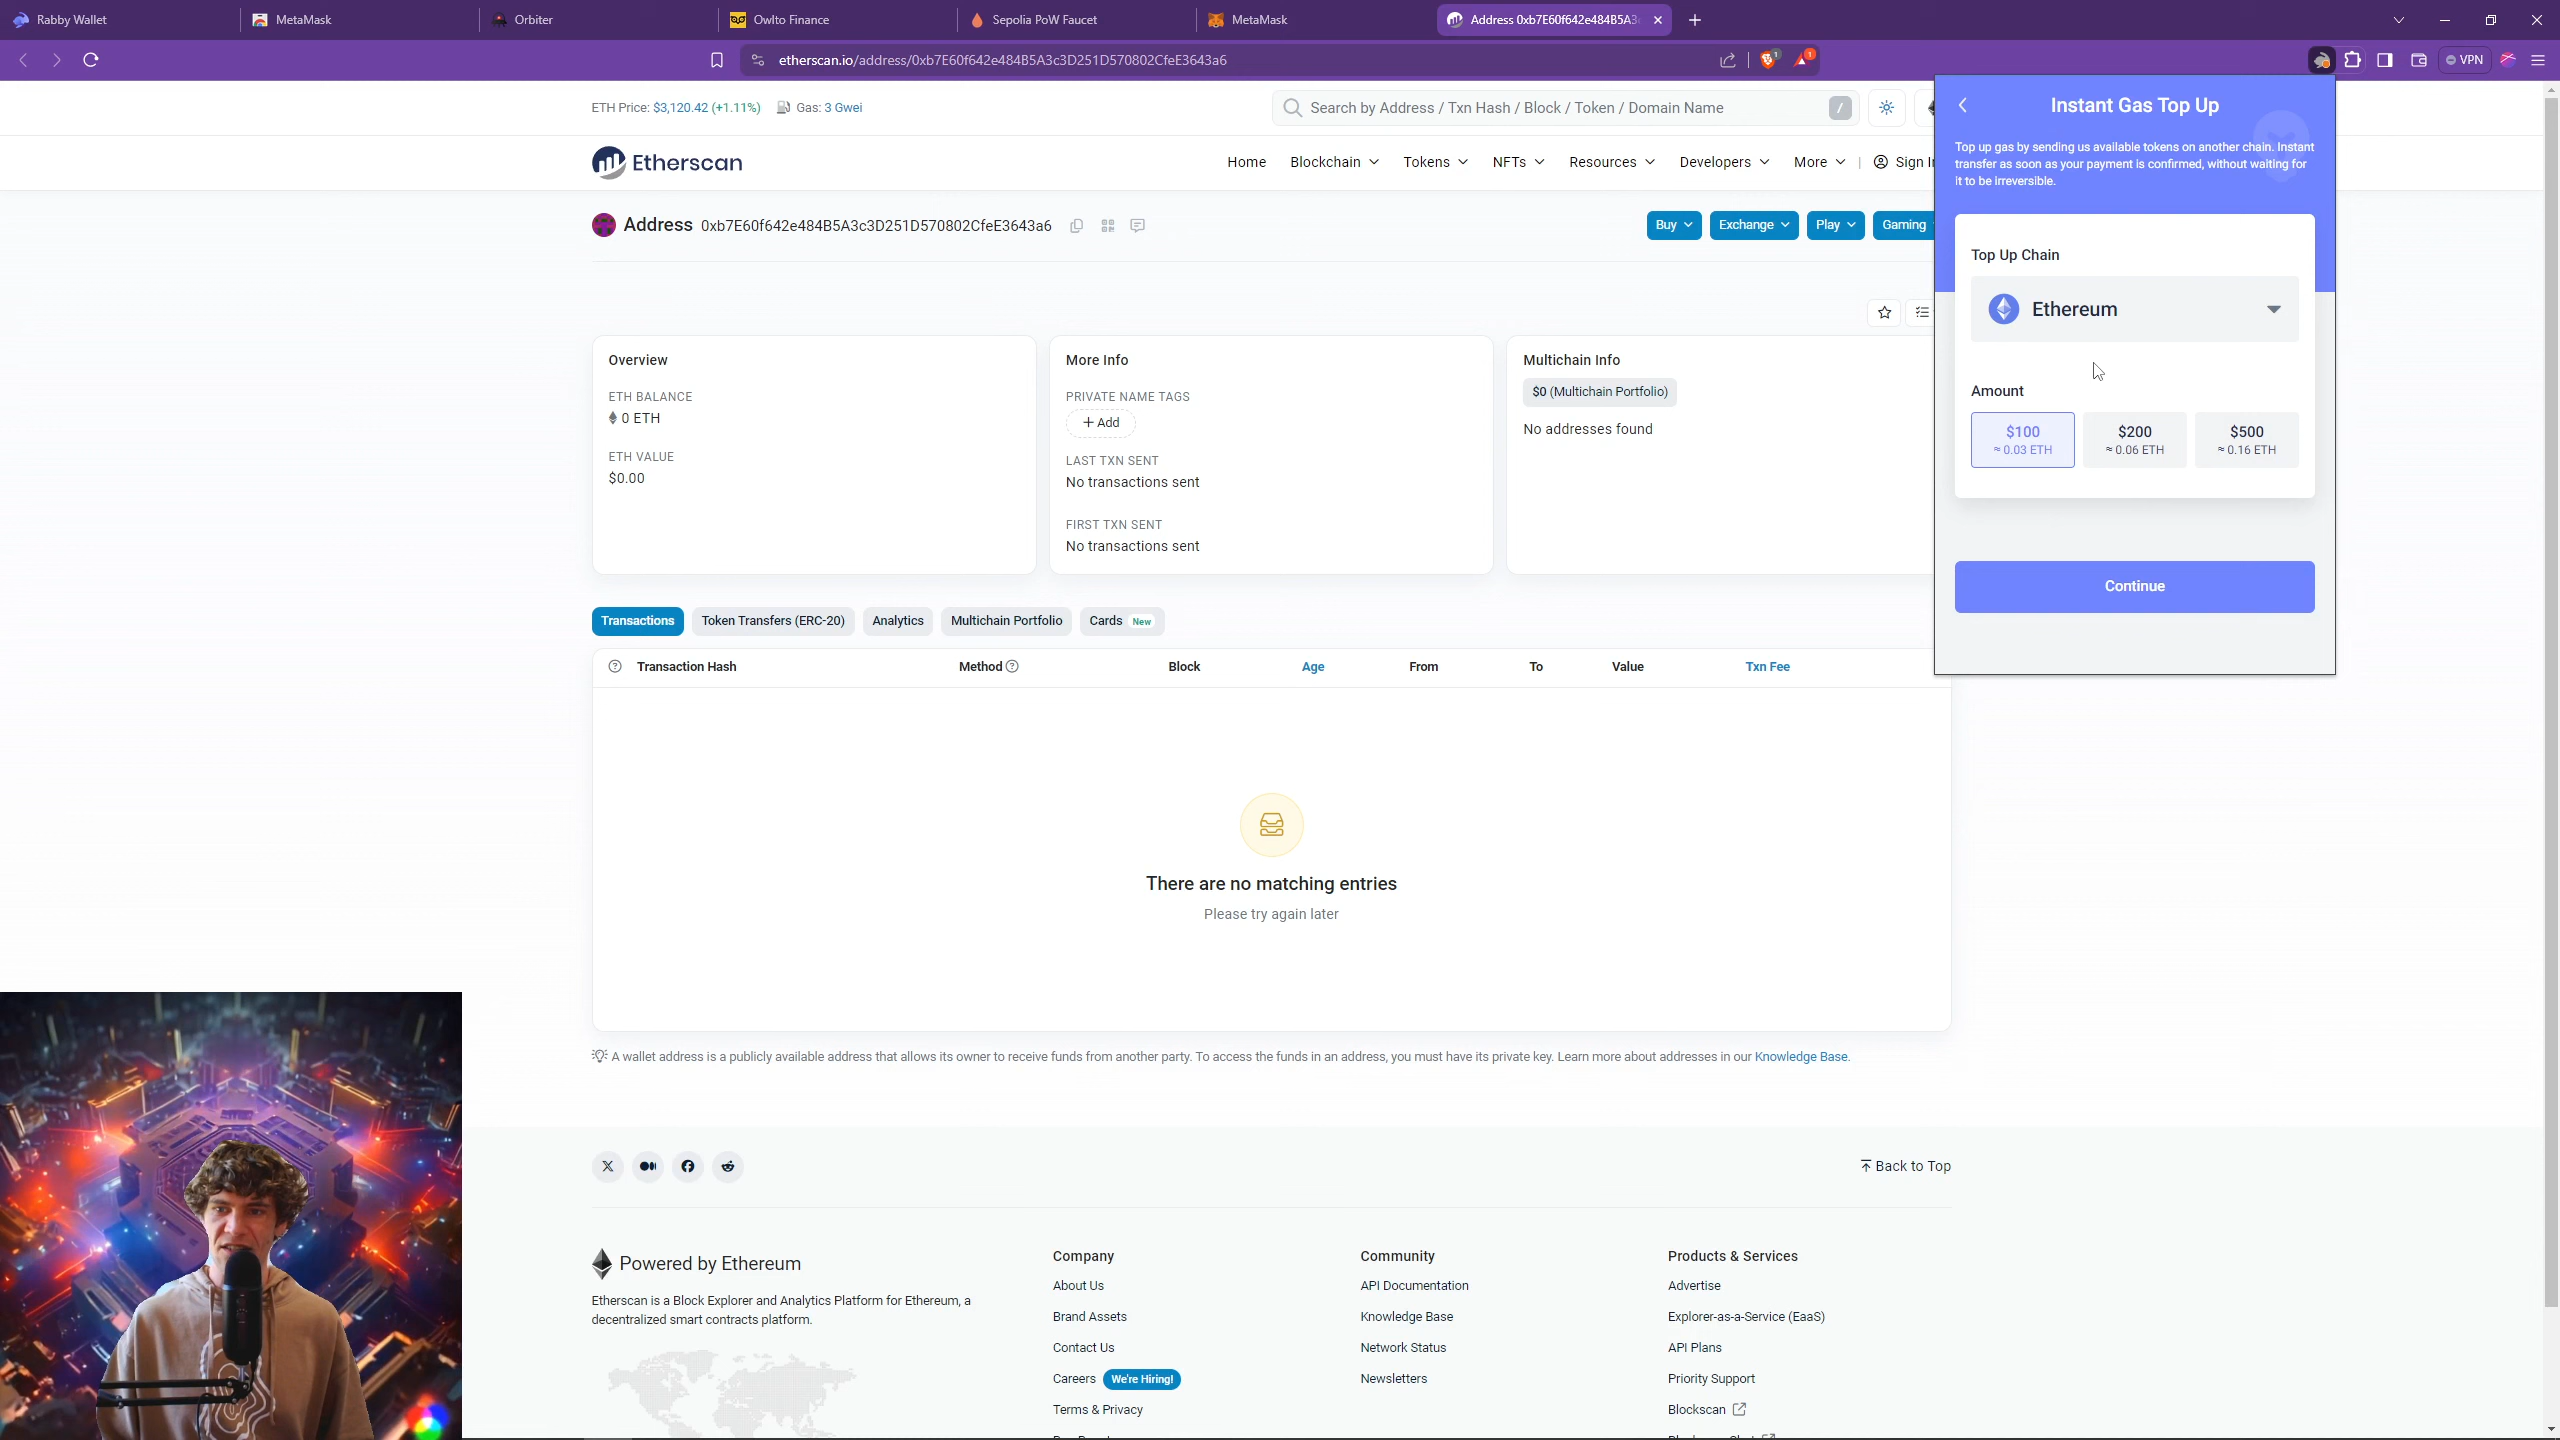 Rabby Wallet
MetaMask
Orbiter
Owlto Finance
Sepolia PoW Faucet
MetaMask
Address 0xb7E60f642e484B5A3c
etherscan.io/address/0xb7E60f642e484B5A3c3D251D570802CfeE3643a6
1
1
VPN
ETH Price: $3,120.42 (+1.11%)
Gas: 3 Gwei
Search by Address / Txn Hash / Block / Token / Domain Name
/
Etherscan
Home
Blockchain
Tokens
NFTs
Resources
Developers
More
Sign In
Address 0xb7E60f642e484B5A3c3D251D570802CfeE3643a6
Buy
Exchange
Play
Gaming
Overview
ETH BALANCE
0 ETH
ETH VALUE
$0.00
More Info
PRIVATE NAME TAGS
+ Add
LAST TXN SENT
No transactions sent
FIRST TXN SENT
No transactions sent
Multichain Info
$0 (Multichain Portfolio)
No addresses found
Instant Gas Top Up
Top up gas by sending us available tokens on another chain. Instant
transfer as soon as your payment is confirmed, without waiting for
it to be irreversible.
Top Up Chain
Ethereum
Amount
$100
≈ 0.03 ETH
$200
≈ 0.06 ETH
$500
≈ 0.16 ETH
Continue
Transactions
Token Transfers (ERC-20)
Analytics
Multichain Portfolio
Cards New
Transaction Hash
Method
Block
Age
From
To
Value
Txn Fee
There are no matching entries
Please try again later
A wallet address is a publicly available address that allows its owner to receive funds from another party. To access the funds in an address, you must have its private key. Learn more about addresses in our Knowledge Base.
Back to Top
Powered by Ethereum
Etherscan is a Block Explorer and Analytics Platform for Ethereum, a
decentralized smart contracts platform.
Company
About Us
Brand Assets
Contact Us
Careers We're Hiring!
Terms & Privacy
Community
API Documentation
Knowledge Base
Network Status
Newsletters
Products & Services
Advertise
Explorer-as-a-Service (EaaS)
API Plans
Priority Support
Blockscan